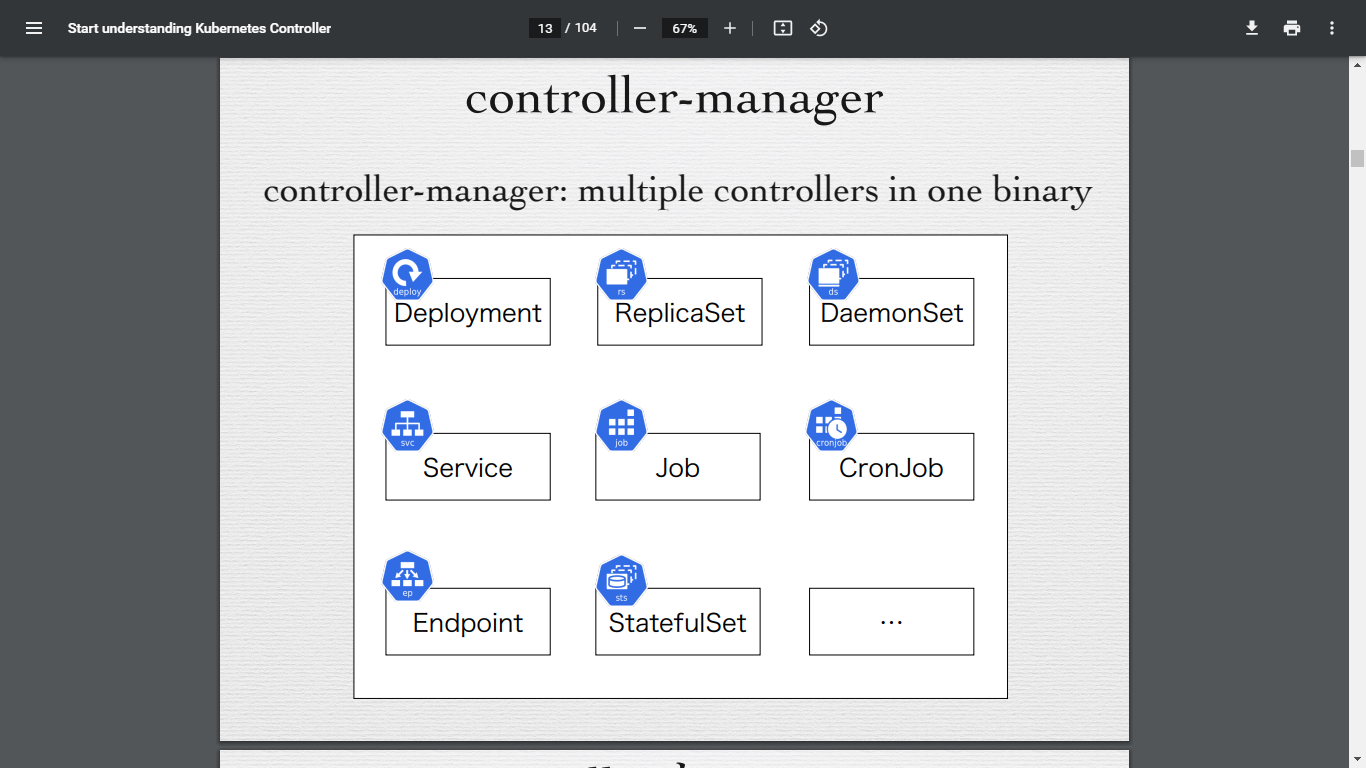 Start understanding Kubernetes Controller
13 / 104
67%
controller-manager
controller-manager: multiple controllers in one binary
deploy
Deployment
rs
ReplicaSet
ds
DaemonSet
svc
Service
job
Job
cronjob
CronJob
ep
Endpoint
sts
StatefulSet
...